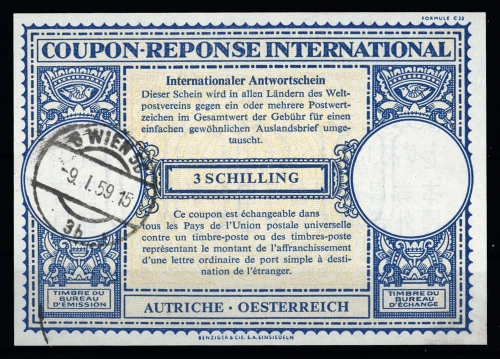 FORMULE C 22
COUPON-REPONSE INTERNATIONAL
Internationaler Antwortschein
Dieser Schein wird in allen Ländern des Welt-
postvereins gegen ein oder mehrere Postwert-
zeichen im Gesamtwert der Gebühr für einen
einfachen gewöhnlichen Auslandsbrief umge-
tauscht.
3 SCHILLING
Ce coupon est échangeable dans
tous les Pays de l'Union postale universelle
contre un timbre-poste ou des timbres-poste
représentant le montant de l'affranchissement
d'une lettre ordinaire de port simple à desti-
nation de l'étranger.
WIEN
-9. I. 59. 15
3b
TIMBRE DU
BUREAU
D'ÉMISSION
AUTRICHE · OESTERREICH
TIMBRE DU
BUREAU
D'ÉCHANGE
BENZIGER & CIE. S.A. EINSIEDELN